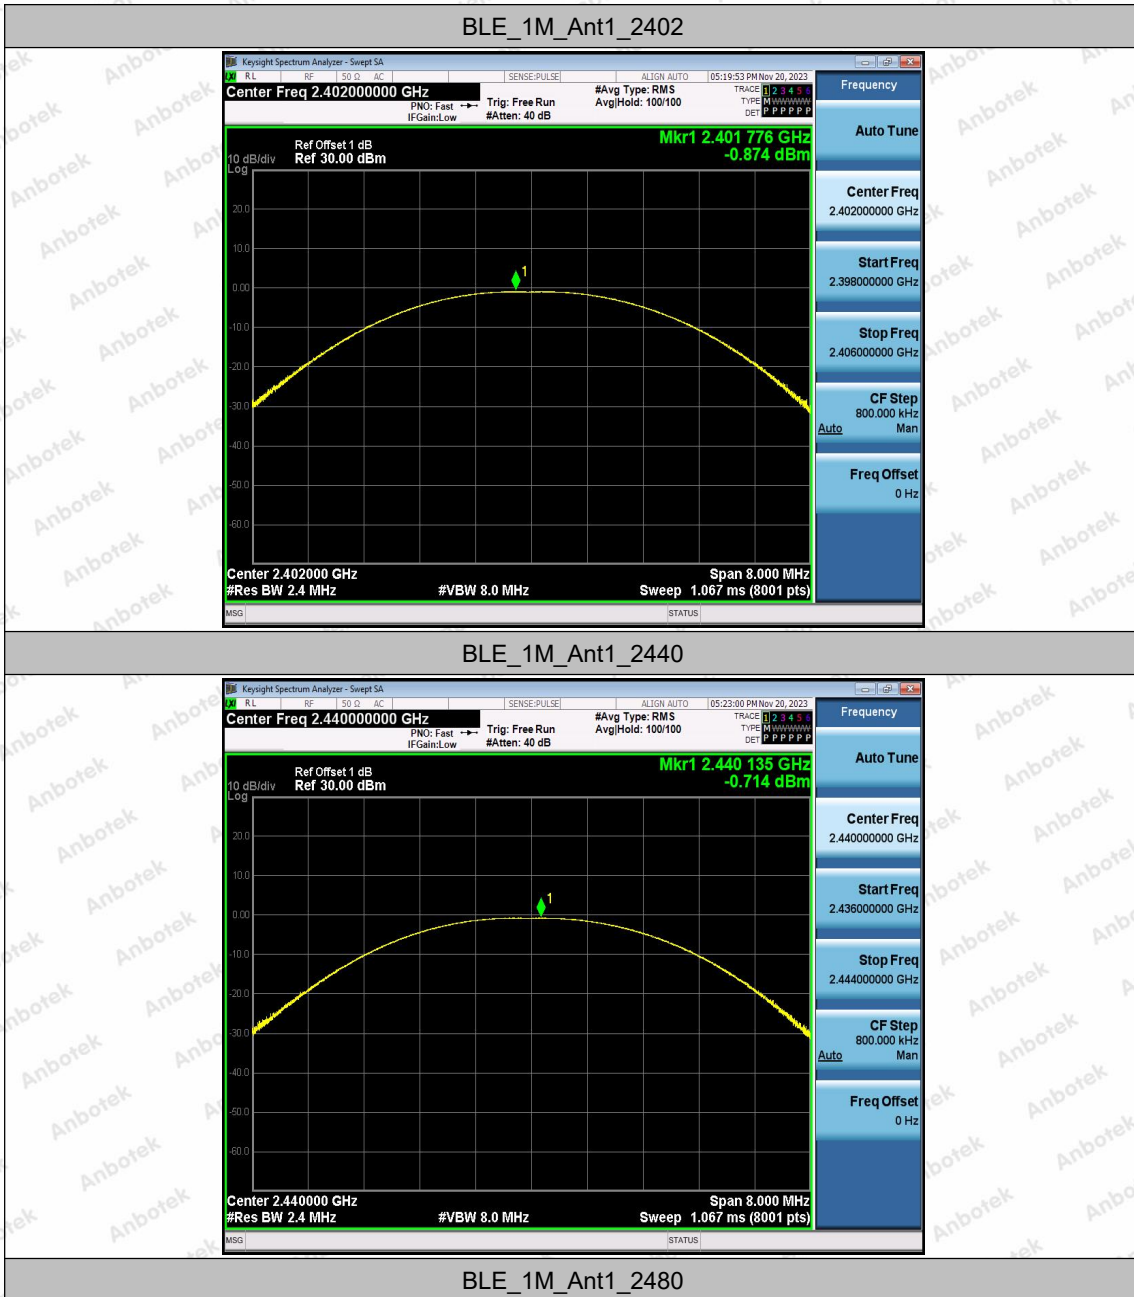 BLE_1M_Ant1_2402
Keysight Spectrum Analyzer - Swept SA
LXI RL RF 50 Ω AC SENSE:PULSE ALIGN AUTO 05:19:53 PM Nov 20, 2023
Center Freq 2.402000000 GHz
PNO: Fast
IFGain:Low
Trig: Free Run
#Atten: 40 dB
#Avg Type: RMS
Avg|Hold: 100/100
TRACE 1 2 3 4 5 6
TYPE M W W W W W
DET P P P P P P
Ref Offset 1 dB
10 dB/div Ref 30.00 dBm
Log
Mkr1 2.401 776 GHz
-0.874 dBm
20.0
10.0
0.00
-10.0
-20.0
-30.0
-40.0
-50.0
-60.0
1
Center 2.402000 GHz Span 8.000 MHz
#Res BW 2.4 MHz #VBW 8.0 MHz Sweep 1.067 ms (8001 pts)
MSG STATUS
Frequency
Auto Tune
Center Freq
2.402000000 GHz
Start Freq
2.398000000 GHz
Stop Freq
2.406000000 GHz
CF Step
800.000 kHz
Auto Man
Freq Offset
0 Hz
BLE_1M_Ant1_2440
Keysight Spectrum Analyzer - Swept SA
LXI RL RF 50 Ω AC SENSE:PULSE ALIGN AUTO 05:23:00 PM Nov 20, 2023
Center Freq 2.440000000 GHz
PNO: Fast
IFGain:Low
Trig: Free Run
#Atten: 40 dB
#Avg Type: RMS
Avg|Hold: 100/100
TRACE 1 2 3 4 5 6
TYPE M W W W W W
DET P P P P P P
Ref Offset 1 dB
10 dB/div Ref 30.00 dBm
Log
Mkr1 2.440 135 GHz
-0.714 dBm
20.0
10.0
0.00
-10.0
-20.0
-30.0
-40.0
-50.0
-60.0
1
Center 2.440000 GHz Span 8.000 MHz
#Res BW 2.4 MHz #VBW 8.0 MHz Sweep 1.067 ms (8001 pts)
MSG STATUS
Frequency
Auto Tune
Center Freq
2.440000000 GHz
Start Freq
2.436000000 GHz
Stop Freq
2.444000000 GHz
CF Step
800.000 kHz
Auto Man
Freq Offset
0 Hz
BLE_1M_Ant1_2480
Anbotek